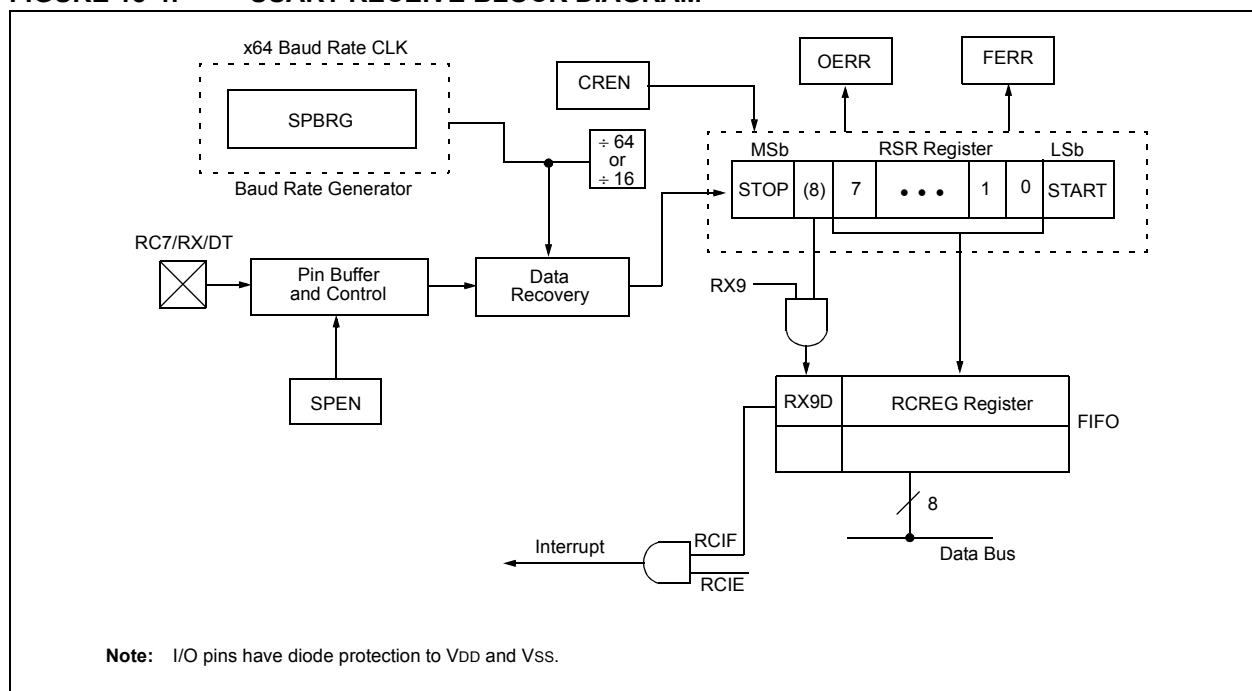 x64 Baud Rate CLK
SPBRG
Baud Rate Generator
CREN
OERR
FERR
÷ 64
or
÷ 16
MSb RSR Register LSb
STOP (8) 7 • • • 1 0 START
RC7/RX/DT
Pin Buffer
and Control
Data
Recovery
SPEN
RX9
RX9D RCREG Register
FIFO
8
Data Bus
Interrupt
RCIF
RCIE
Note: I/O pins have diode protection to VDD and VSS.